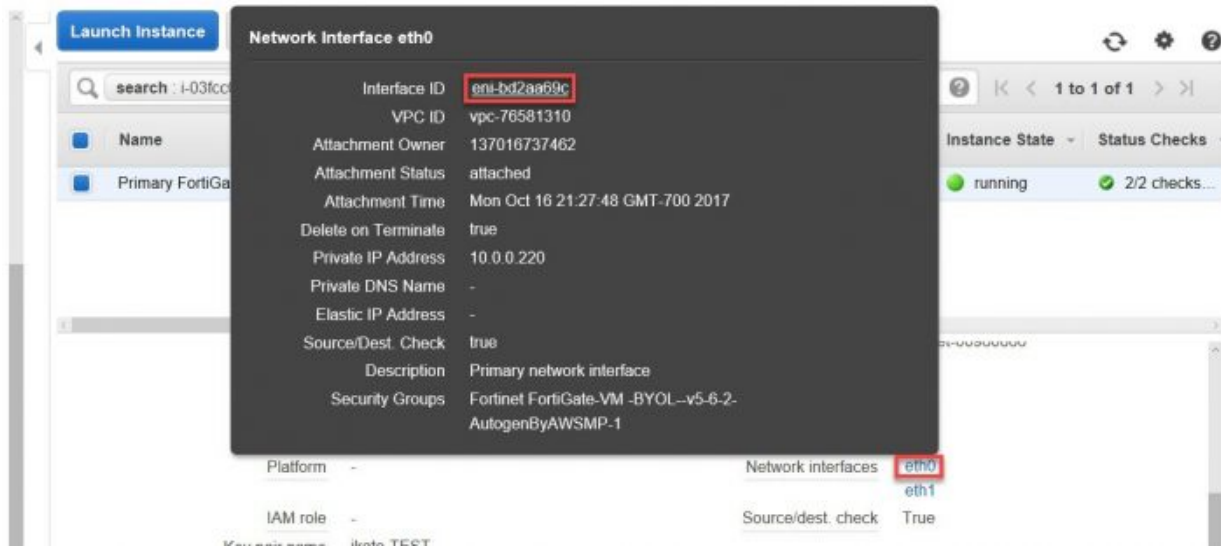 Launch Instance
Network Interface eth0
search : i-03fcc
1 to 1 of 1
Interface ID eni-bd2aa69c
VPC ID vpc-76581310
Name
Instance State
Status Checks
Attachment Owner 137016737462
Attachment Status attached
Primary FortiGa
running
2/2 checks...
Attachment Time Mon Oct 16 21:27:48 GMT-700 2017
Delete on Terminate true
Private IP Address 10.0.0.220
Private DNS Name -
Elastic IP Address -
Source/Dest. Check true
Description Primary network interface
Security Groups Fortinet FortiGate-VM -BYOL--v5-6-2-
AutogenByAWSMP-1
Platform -
Network interfaces eth0
eth1
IAM role -
Source/dest. check True
Key pair name